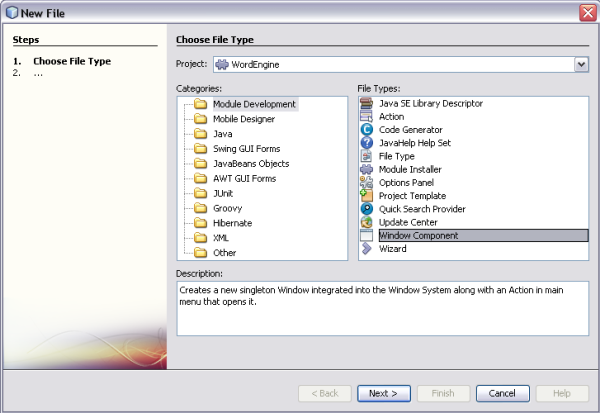 New File
Steps
1. Choose File Type
2. ...
Choose File Type
Project: WordEngine
Categories:
Module Development
Mobile Designer
Java
Swing GUI Forms
JavaBeans Objects
AWT GUI Forms
JUnit
Groovy
Hibernate
XML
Other
File Types:
Java SE Library Descriptor
Action
Code Generator
JavaHelp Help Set
File Type
Module Installer
Options Panel
Project Template
Quick Search Provider
Update Center
Window Component
Wizard
Description:
Creates a new singleton Window integrated into the Window System along with an Action in main
menu that opens it.
< Back Next > Finish Cancel Help